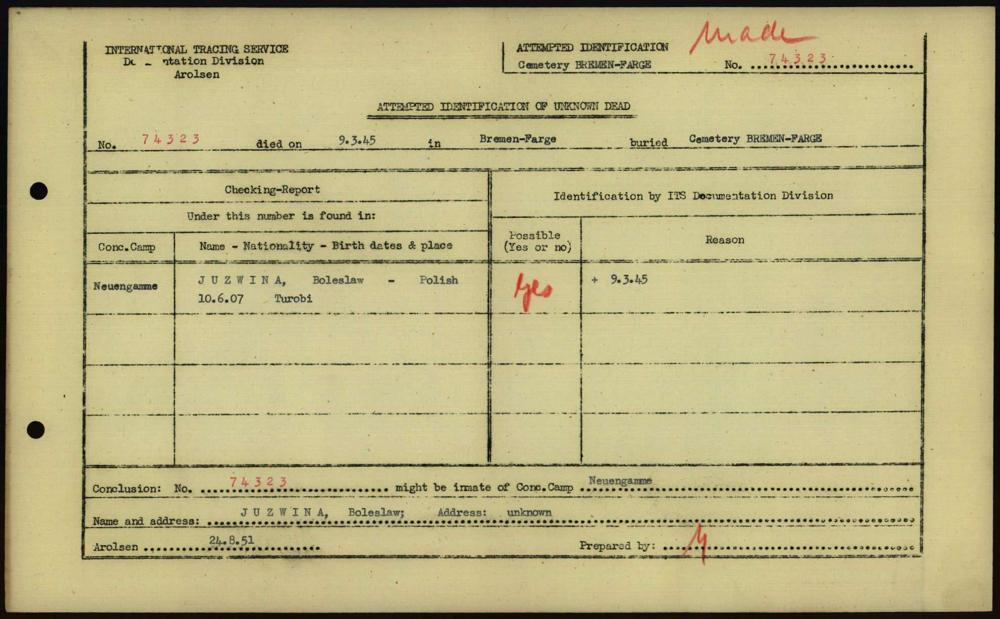 made
INTERNATIONAL TRACING SERVICE
Documentation Division
Arolsen
ATTEMPTED IDENTIFICATION
Cemetery BREMEN-FARGE No. 74323
ATTEMPTED IDENTIFICATION OF UNKNOWN DEAD
No. 74323 died on 9.3.45 in Bremen-Farge buried Cemetery BREMEN-FARGE
Checking-Report
Under this number is found in:
Identification by ITS Documentation Division
Conc.Camp Name - Nationality - Birth dates & place
Possible
(Yes or no)
Reason
Neuengamme
JUZWINA, Boleslaw - Polish
10.6.07 Turobi
Yes
+ 9.3.45
Conclusion: No. 74323 might be inmate of Conc.Camp Neuengamme
Name and address: JUZWINA, Boleslaw; Address: unknown
Arolsen 24.8.51 Prepared by: